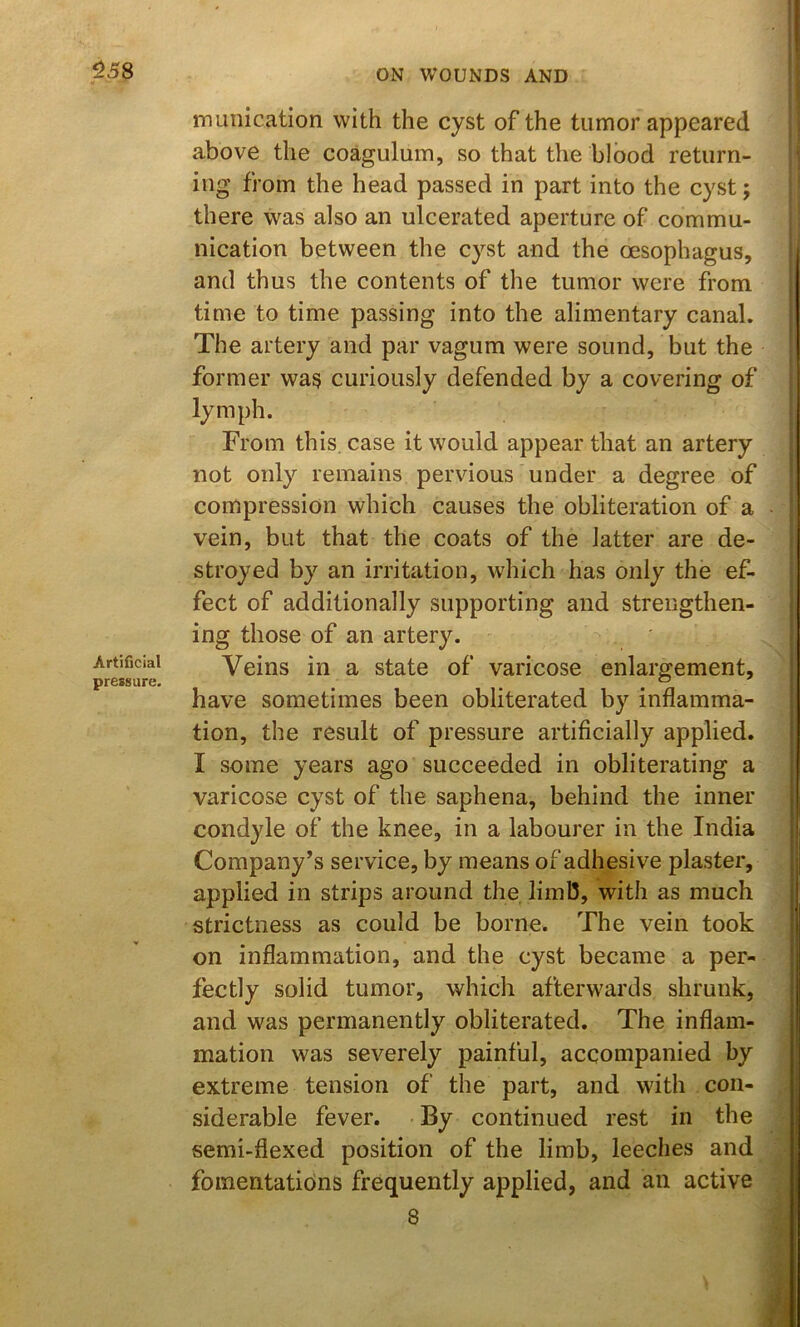 258
ON WOUNDS AND
munication with the cyst of the tumor appeared
above the coagulum, so that the blood return-
ing from the head passed in part into the cyst;
there was also an ulcerated aperture of commu-
nication between the cyst and the œsophagus,
and thus the contents of the tumor were from
time to time passing into the alimentary canal.
The artery and par vagum were sound, but the
former was curiously defended by a covering of
lymph.
From this case it would appear that an artery
not only remains pervious under a degree of
compression which causes the obliteration of a
vein, but that the coats of the latter are de-
stroyed by an irritation, which has only the ef-
fect of additionally supporting and strengthen-
ing those of an artery.
Artificial
pressure.
Veins in a state of varicose enlargement,
have sometimes been obliterated by inflamma-
tion, the result of pressure artificially applied.
I some years ago succeeded in obliterating a
varicose cyst of the saphena, behind the inner
condyle of the knee, in a labourer in the India
Company's service, by means of adhesive plaster,
applied in strips around the limb, with as much
strictness as could be borne. The vein took
on inflammation, and the cyst became a per-
fectly solid tumor, which afterwards shrunk,
and was permanently obliterated. The inflam-
mation was severely painful, accompanied by
extreme tension of the part, and with con-
siderable fever. By continued rest in the
semi-flexed position of the limb, leeches and
fomentations frequently applied, and an active
8